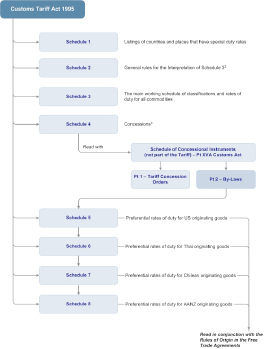 Customs Tariff Act 1995
Schedule 1
Listings of countries and places that have special duty rates
Schedule 2
General rules for the Interpretation of Schedule 3²
Schedule 3
The main working schedule of classifications and rates of
duty for all commodities
Schedule 4
Concessions³
Read with
Schedule of Concessional Instruments
(not part of the Tariff) – Pt XVA Customs Act
Pt 1 – Tariff Concession
Orders
Pt 2 – By-Laws
Schedule 5
Preferential rates of duty for US originating goods
Schedule 6
Preferential rates of duty for Thai originating goods
Schedule 7
Preferential rates of duty for Chilean originating goods
Schedule 8
Preferential rates of duty for AANZ originating goods
Read in conjunction with the
Rules of Origin in the Free
Trade Agreements